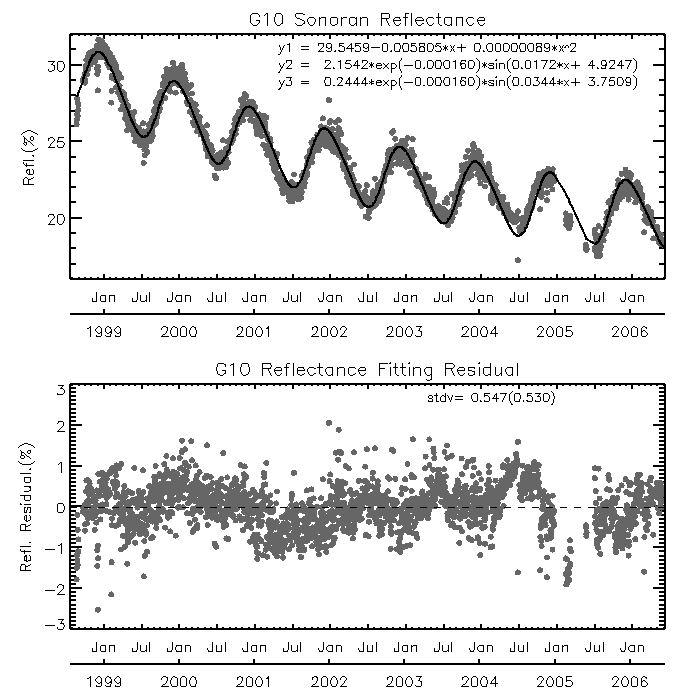 G10 Sonoran Reflectance
y1 = 29.5459-0.005805*x+ 0.00000089*x^2
y2 = 2.1542*exp(-0.000160)*sin(0.0172*x+ 4.9247)
y3 = 0.2444*exp(-0.000160)*sin(0.0344*x+ 3.7509)
Refl.(%)
30
25
20
Jan Jul Jan Jul Jan Jul Jan Jul Jan Jul Jan Jul Jan Jul Jan
1999 2000 2001 2002 2003 2004 2005 2006
G10 Reflectance Fitting Residual
stdv= 0.547(0.530)
Refl. Residual.(%)
3
2
1
0
-1
-2
-3
Jan Jul Jan Jul Jan Jul Jan Jul Jan Jul Jan Jul Jan Jul Jan
1999 2000 2001 2002 2003 2004 2005 2006